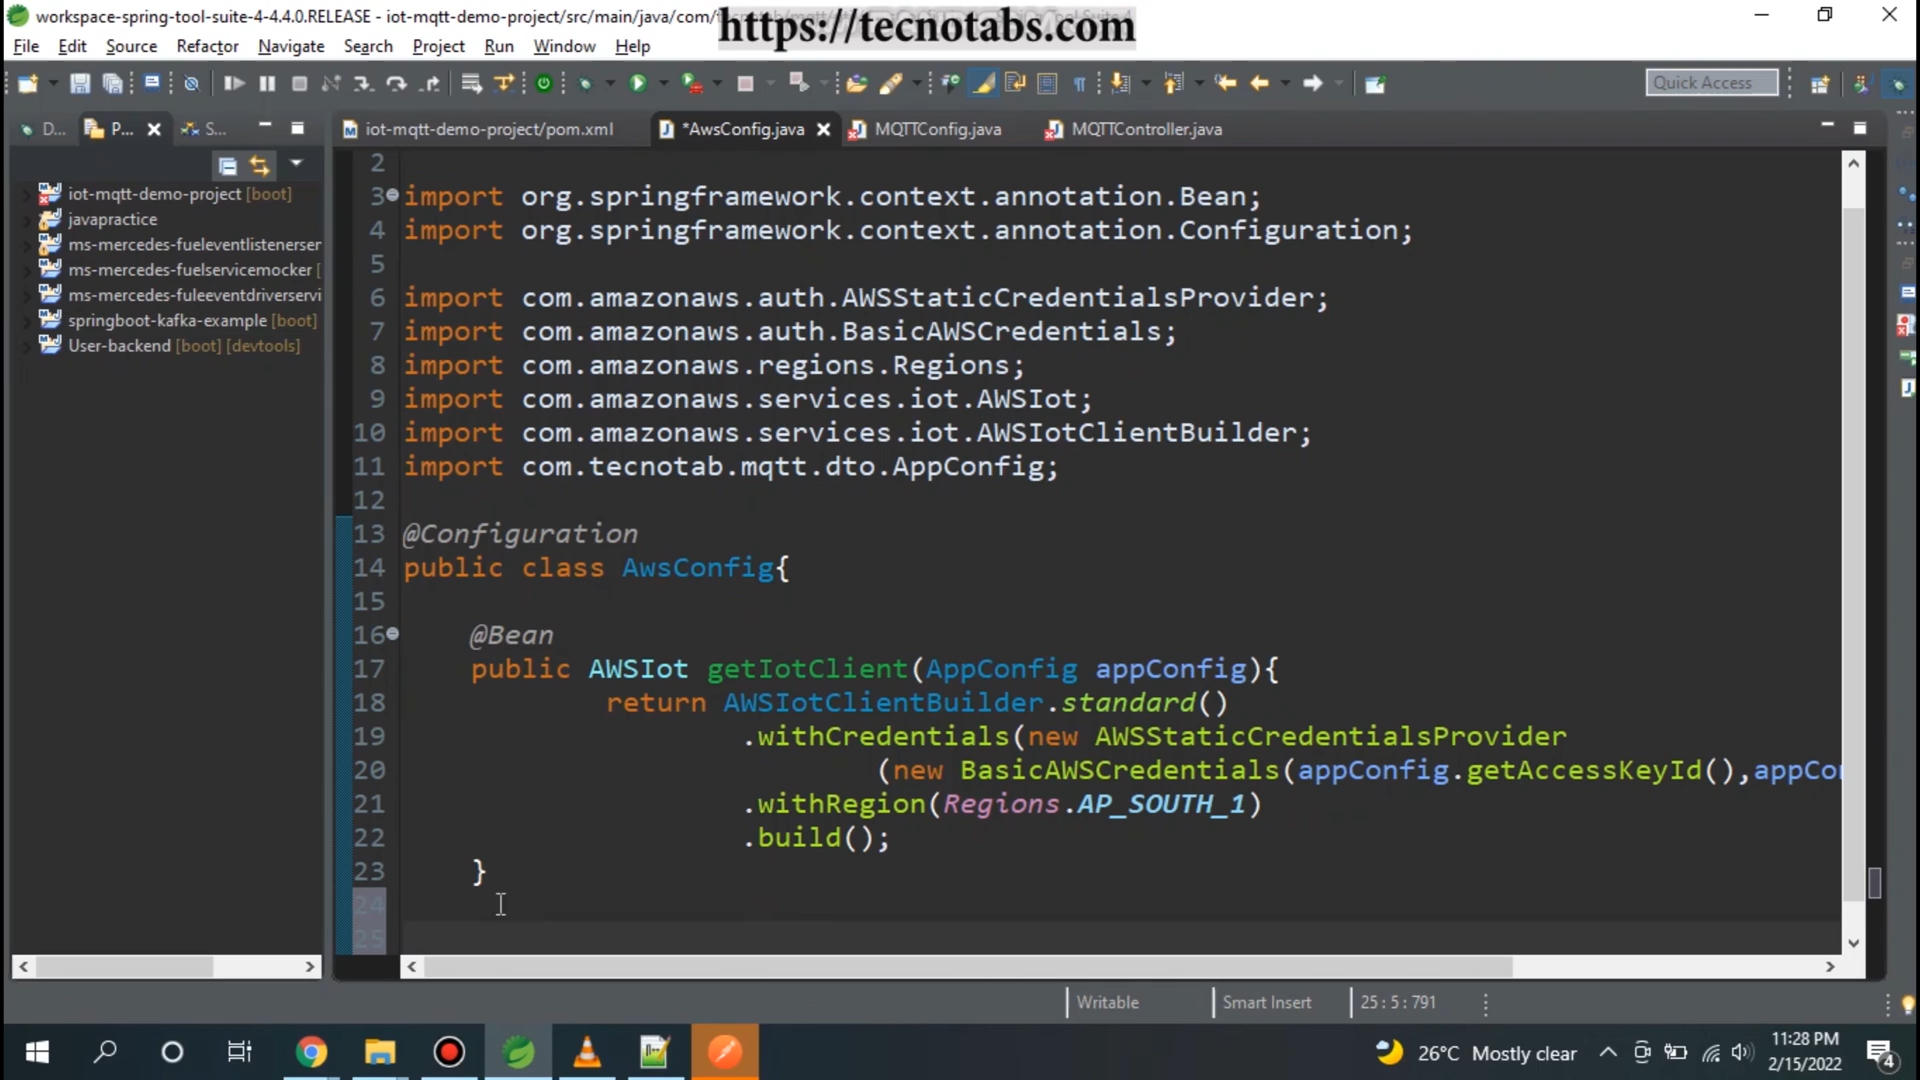 workspace-spring-tool-suite-4-4.4.0.RELEASE - iot-mqtt-demo-project/src/main/java/com/
https://tecnotabs.com
File Edit Source Refactor Navigate Search Project Run Window Help
Quick Access
D... P... S...
iot-mqtt-demo-project/pom.xml *AwsConfig.java MQTTConfig.java MQTTController.java
iot-mqtt-demo-project [boot]
javapractice
ms-mercedes-fueleventlistenerser
ms-mercedes-fuelservicemocker [
ms-mercedes-fuleeventdriverservi
springboot-kafka-example [boot]
User-backend [boot] [devtools]
2
3 import org.springframework.context.annotation.Bean;
4 import org.springframework.context.annotation.Configuration;
5
6 import com.amazonaws.auth.AWSStaticCredentialsProvider;
7 import com.amazonaws.auth.BasicAWSCredentials;
8 import com.amazonaws.regions.Regions;
9 import com.amazonaws.services.iot.AWSIot;
10 import com.amazonaws.services.iot.AWSIotClientBuilder;
11 import com.tecnotab.mqtt.dto.AppConfig;
12
13 @Configuration
14 public class AwsConfig{
15
16 @Bean
17 public AWSIot getIotClient(AppConfig appConfig){
18 return AWSIotClientBuilder.standard()
19 .withCredentials(new AWSStaticCredentialsProvider
20 (new BasicAWSCredentials(appConfig.getAccessKeyId(),appCo
21 .withRegion(Regions.AP_SOUTH_1)
22 .build();
23 }
24
25
Writable Smart Insert 25 : 5 : 791
26°C Mostly clear
11:28 PM
2/15/2022
4